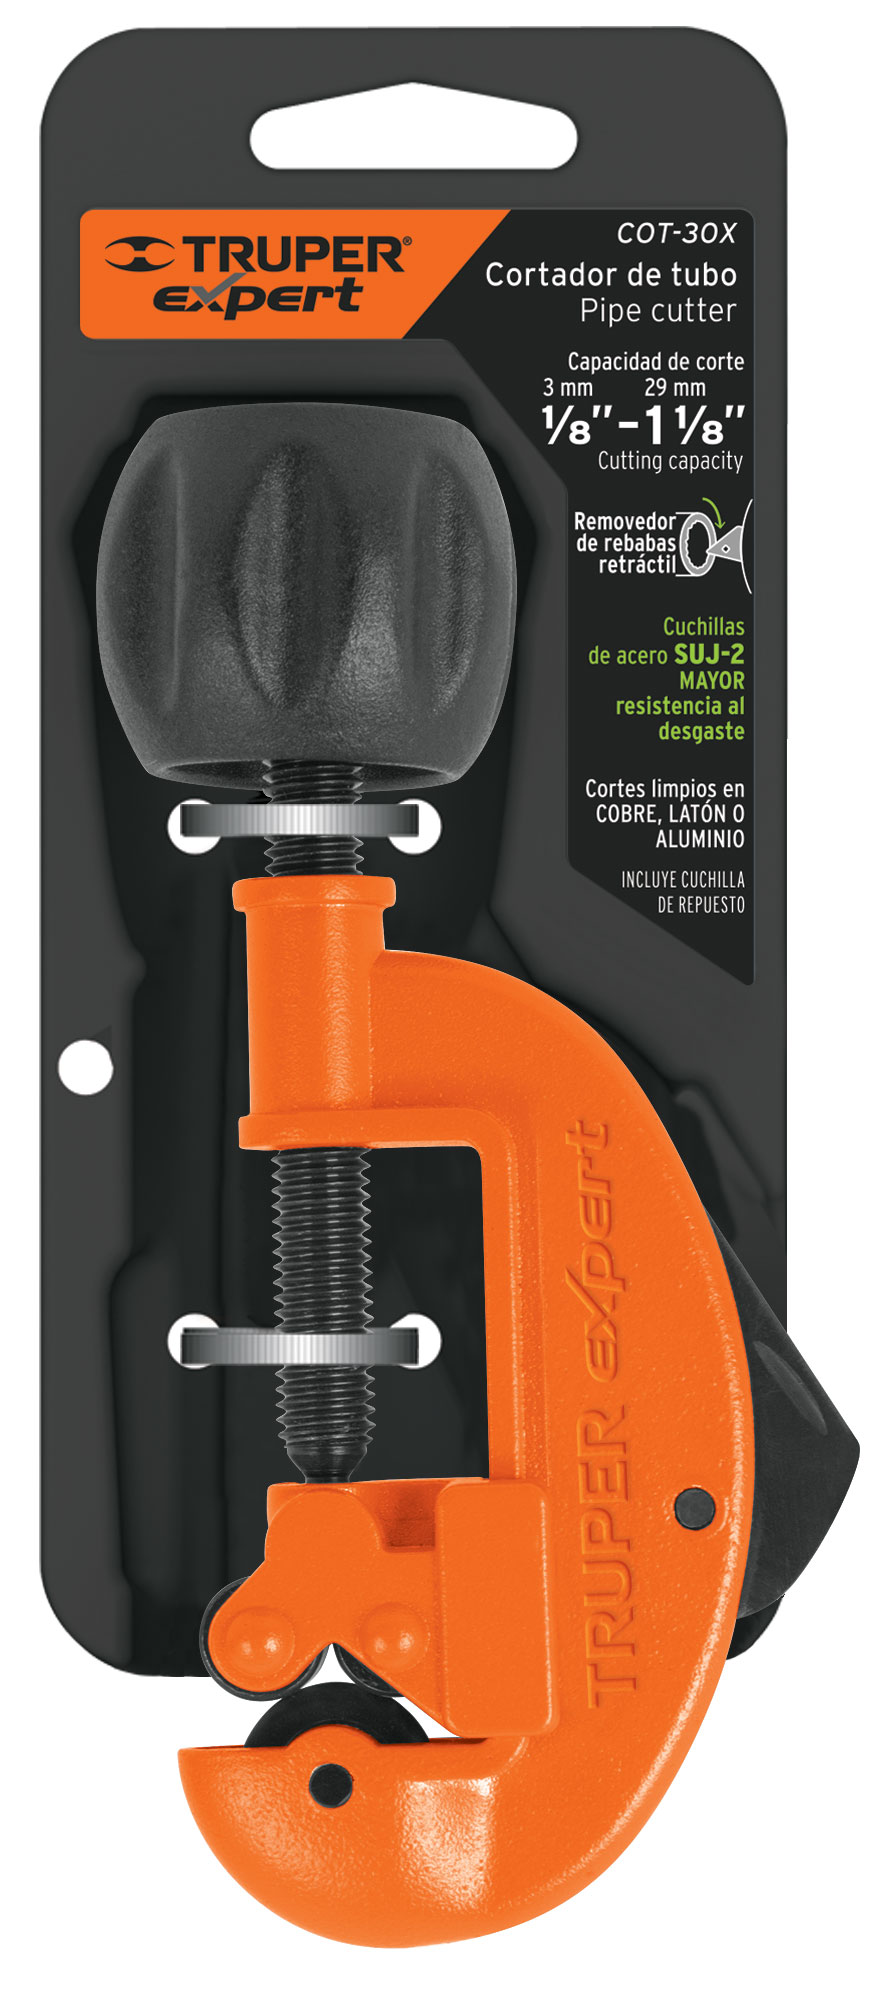 TRUPER®
expert
COT-30X
Cortador de tubo
Pipe cutter
Capacidad de corte
3 mm 29 mm
1/8" – 1 1/8"
Cutting capacity
Removedor
de rebabas
retráctil
Cuchillas
de acero SUJ-2
MAYOR
resistencia al
desgaste
Cortes limpios en
COBRE, LATÓN O
ALUMINIO
INCLUYE CUCHILLA
DE REPUESTO
TRUPER expert